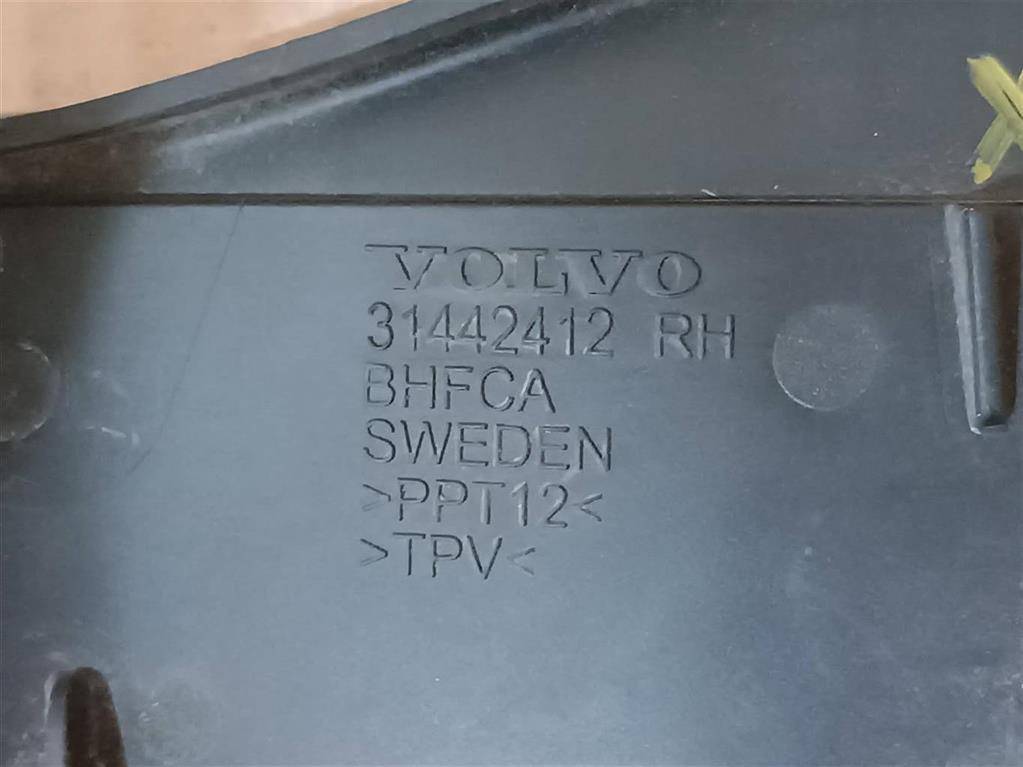 VOLVO
31442412 RH
BHFCA
SWEDEN
>PPT12<
>TPV<